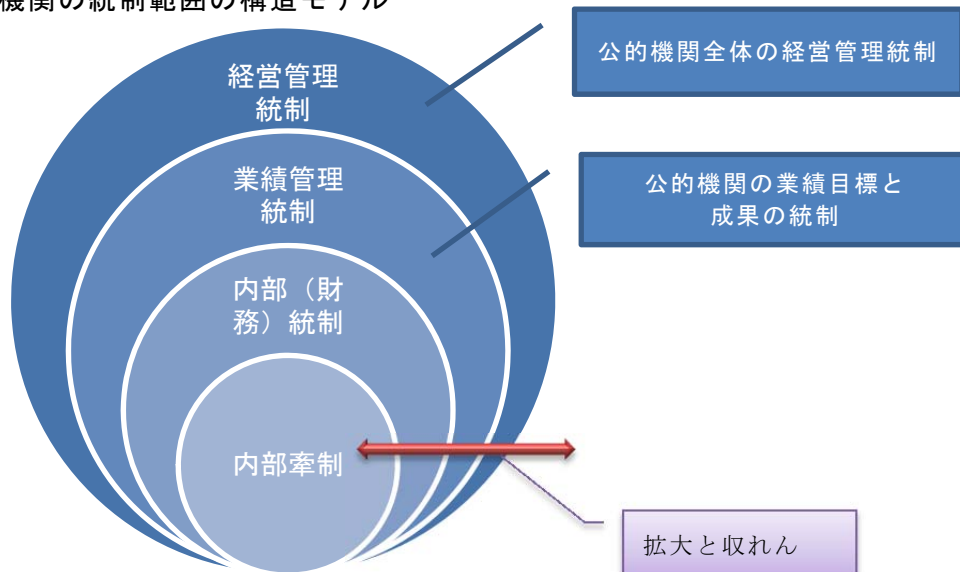 機関の統制範囲の構造モデル
経営管理
統制
公的機関全体の経営管理統制
業績管理
統制
公的機関の業績目標と
成果の統制
内部（財
務）統制
内部牽制
拡大と収れん